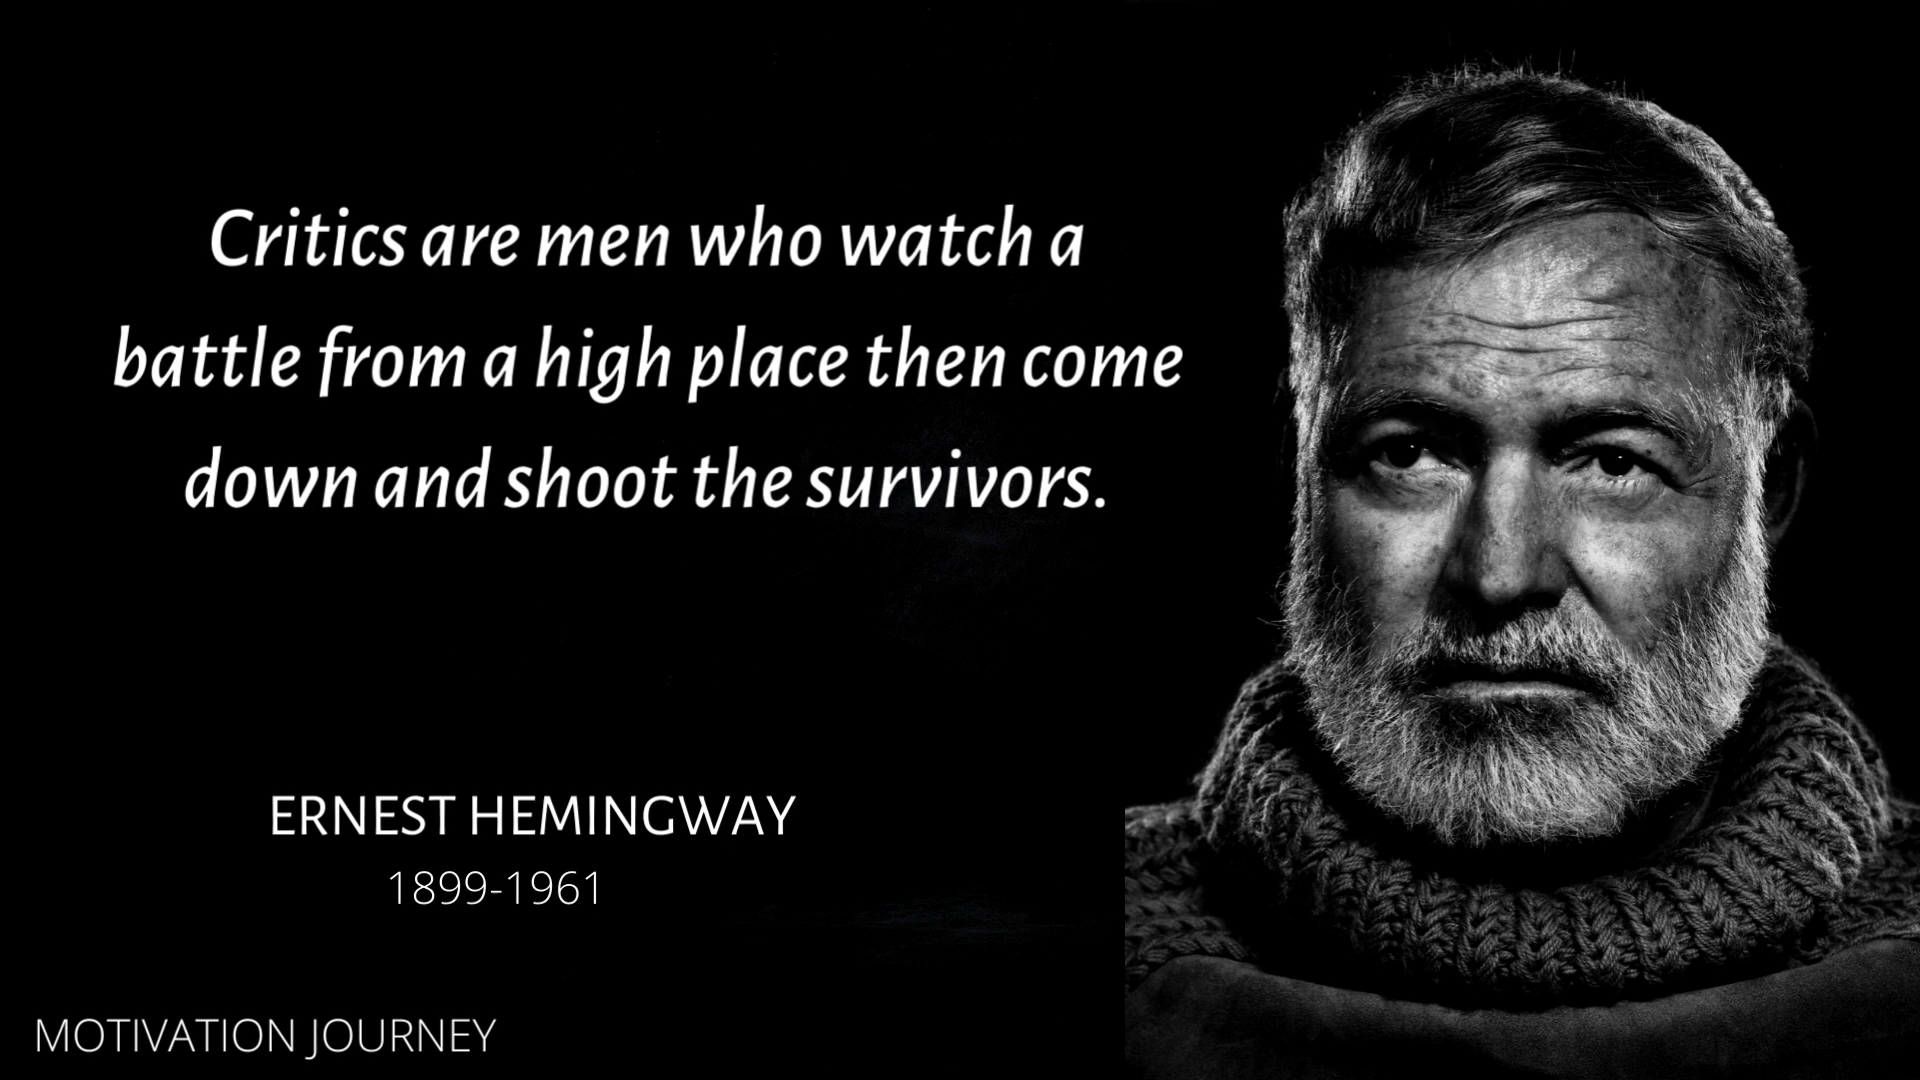 Critics are men who watch a
battle from a high place then come
down and shoot the survivors.
ERNEST HEMINGWAY
1899-1961
MOTIVATION JOURNEY